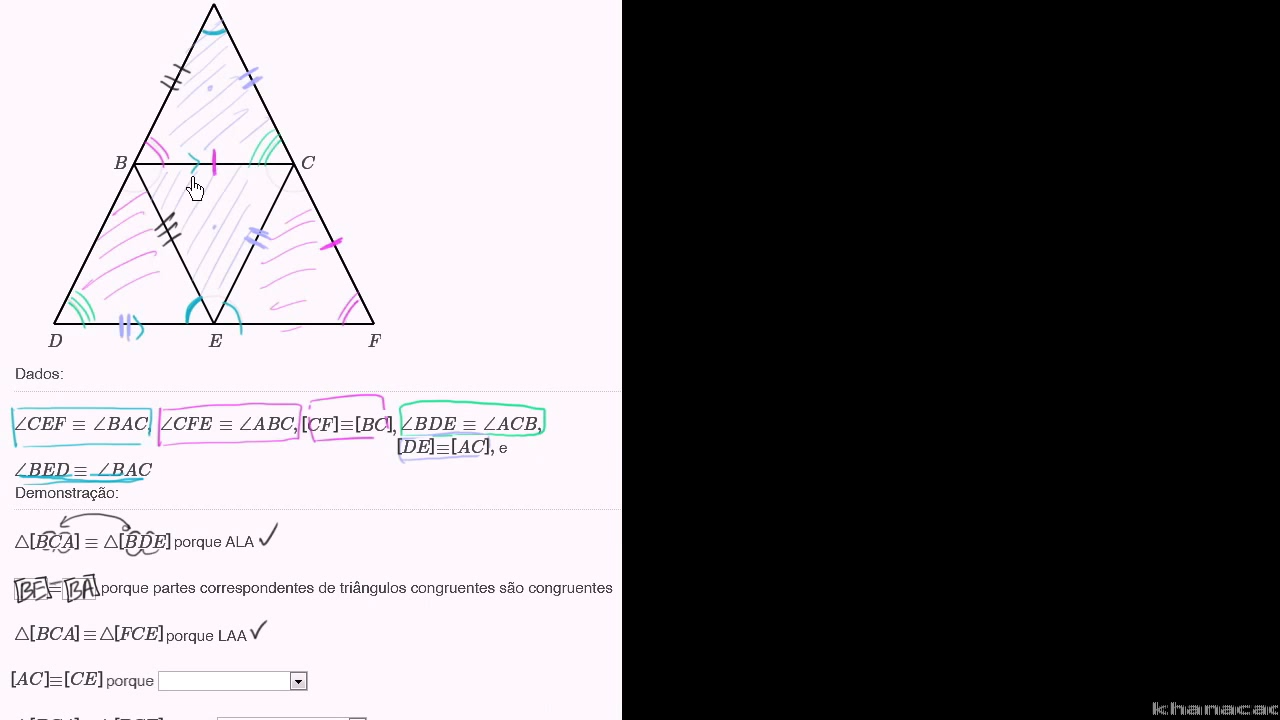 B C
D E F
Dados:
∠CEF ≡ ∠BAC, ∠CFE ≡ ∠ABC, [CF]≡[BC], ∠BDE ≡ ∠ACB,
[DE]≡[AC], e
∠BED ≡ ∠BAC
Demonstração:
△[BCA] ≡ △[BDE] porque ALA
[BE]≡[BA] porque partes correspondentes de triângulos congruentes são congruentes
△[BCA] ≡ △[FCE] porque LAA
[AC]≡[CE] porque